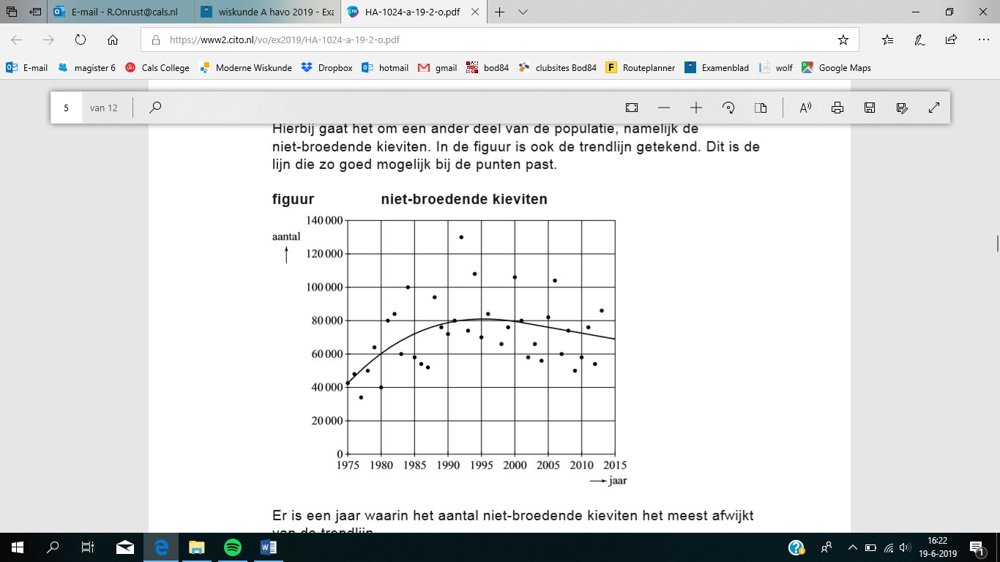 E-mail - R.Onrust@cals.nl
wiskunde A havo 2019 - Exa
cito
HA-1024-a-19-2-o.pdf
https://www2.cito.nl/vo/ex2019/HA-1024-a-19-2-o.pdf
E-mail
magister 6
Cals College
Moderne Wiskunde
Dropbox
hotmail
gmail
bod84
clubsites Bod84
F
Routeplanner
Examenblad
wolf
Google Maps
5 van 12
Hierbij gaat het om een ander deel van de populatie, namelijk de
niet-broedende kieviten. In de figuur is ook de trendlijn getekend. Dit is de
lijn die zo goed mogelijk bij de punten past.
figuur niet-broedende kieviten
140 000
aantal
120 000
100 000
80 000
60 000
40 000
20 000
0
1975 1980 1985 1990 1995 2000 2005 2010 2015
jaar
Er is een jaar waarin het aantal niet-broedende kieviten het meest afwijkt
van de trendlijn.
16:22
19-6-2019
1